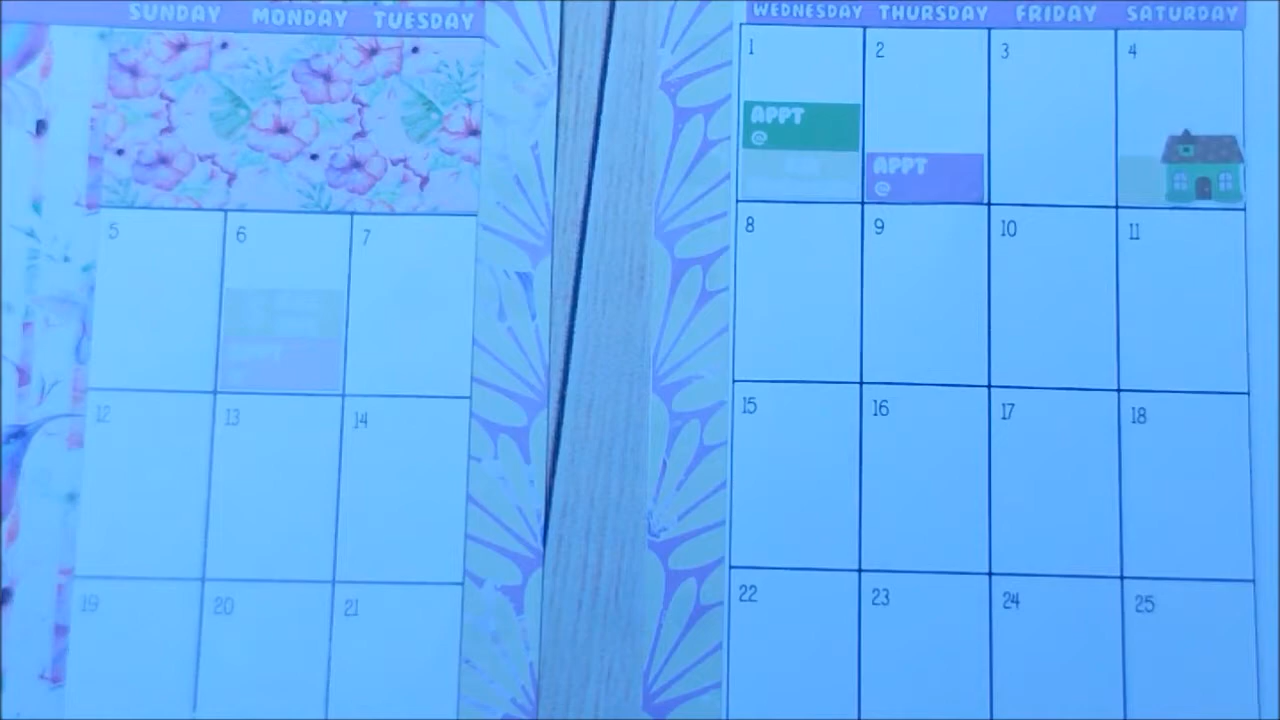 SUNDAY MONDAY TUESDAY WEDNESDAY THURSDAY FRIDAY SATURDAY
1 2 3 4
APPT
@
APPT
@
5 6 7 8 9 10 11
12 13 14 15 16 17 18
19 20 21 22 23 24 25